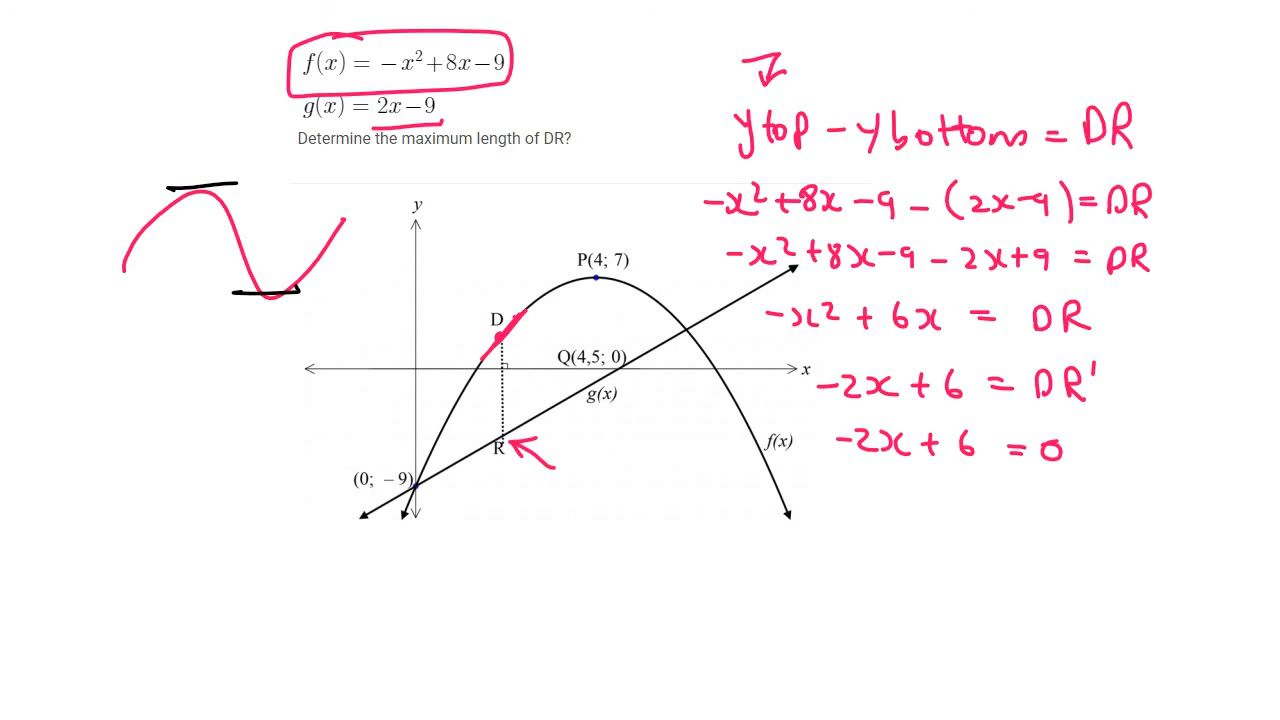 f(x) = −x²+8x−9
g(x) = 2x−9
Determine the maximum length of DR?
y top - y bottom = DR
-x²+8x-9-(2x-9)=DR
-x²+8x-9-2x+9 = DR
-x²+6x = DR
-2x+6 = DR'
-2x+6 = 0
y
P(4; 7)
D
Q(4,5; 0)
x
g(x)
R
f(x)
(0; −9)